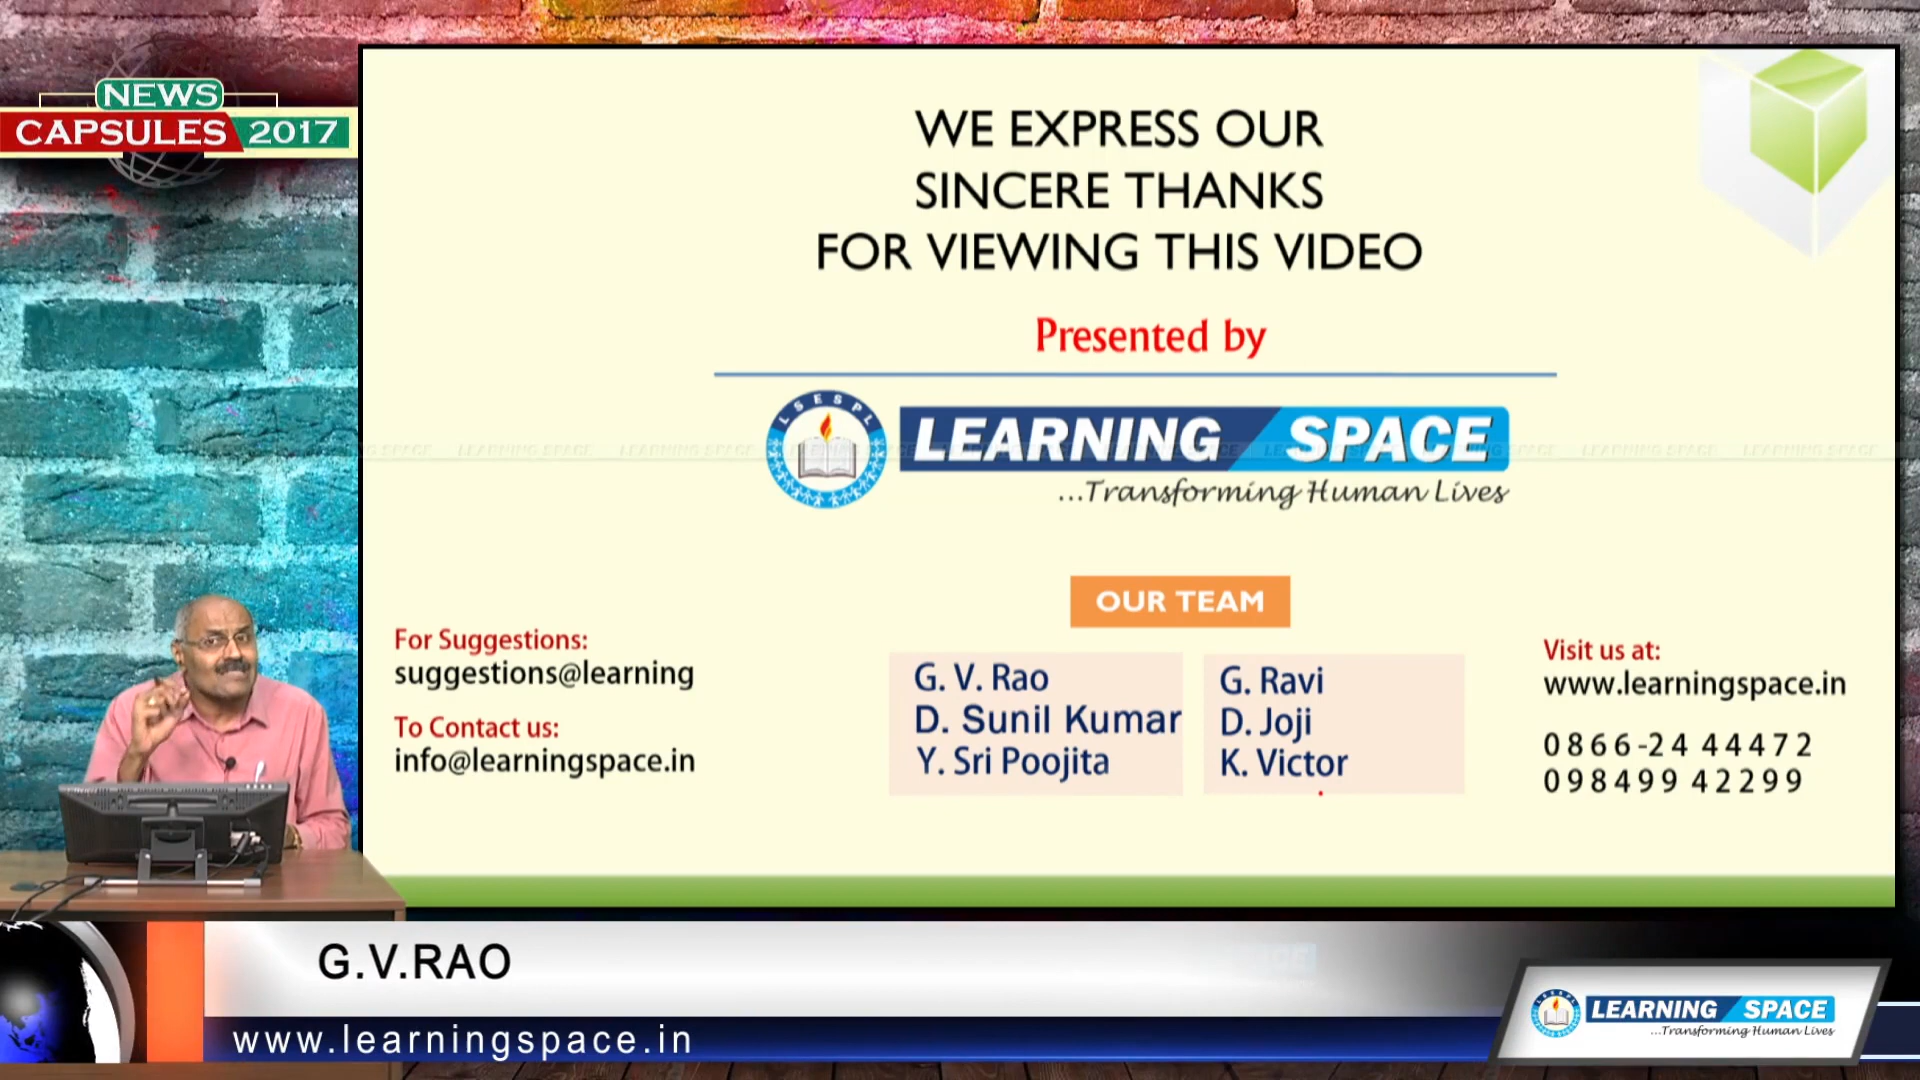 NEWS
CAPSULES 2017
WE EXPRESS OUR
SINCERE THANKS
FOR VIEWING THIS VIDEO
Presented by
LSESPL
LEARNING SPACE
...Transforming Human Lives
OUR TEAM
For Suggestions:
suggestions@learning
To Contact us:
info@learningspace.in
G. V. Rao
D. Sunil Kumar
Y. Sri Poojita
G. Ravi
D. Joji
K. Victor
Visit us at:
www.learningspace.in
0866-24 44472
098499 42299
G.V.RAO
www.learningspace.in
LEARNING SPACE
...Transforming Human Lives